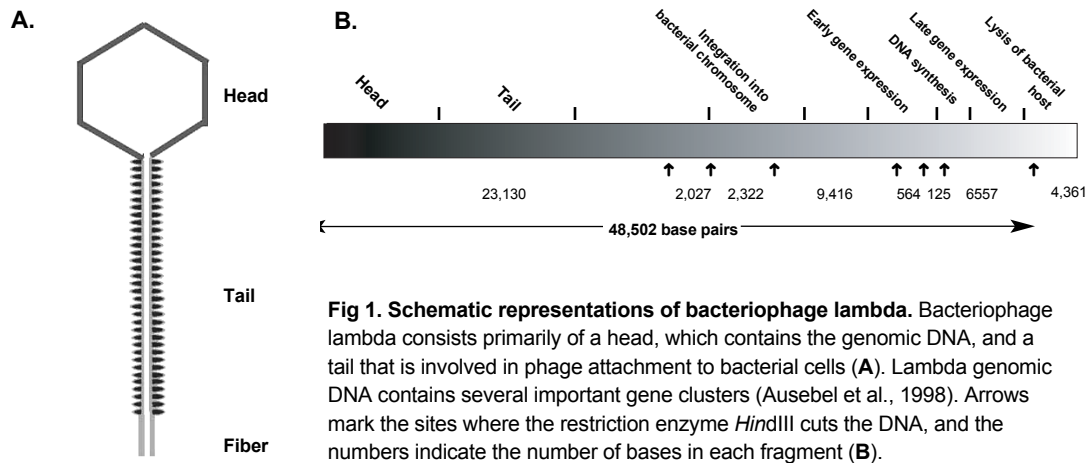 A.
Head
Tail
Fiber
B.
Head
Tail
Integration into
bacterial chromosome
Early gene expression
DNA synthesis
Late gene expression
Lysis of bacterial
host
23,130
2,027
2,322
9,416
564
125
6557
4,361
48,502 base pairs
Fig 1. Schematic representations of bacteriophage lambda. Bacteriophage
lambda consists primarily of a head, which contains the genomic DNA, and a
tail that is involved in phage attachment to bacterial cells (A). Lambda genomic
DNA contains several important gene clusters (Ausebel et al., 1998). Arrows
mark the sites where the restriction enzyme HindIII cuts the DNA, and the
numbers indicate the number of bases in each fragment (B).